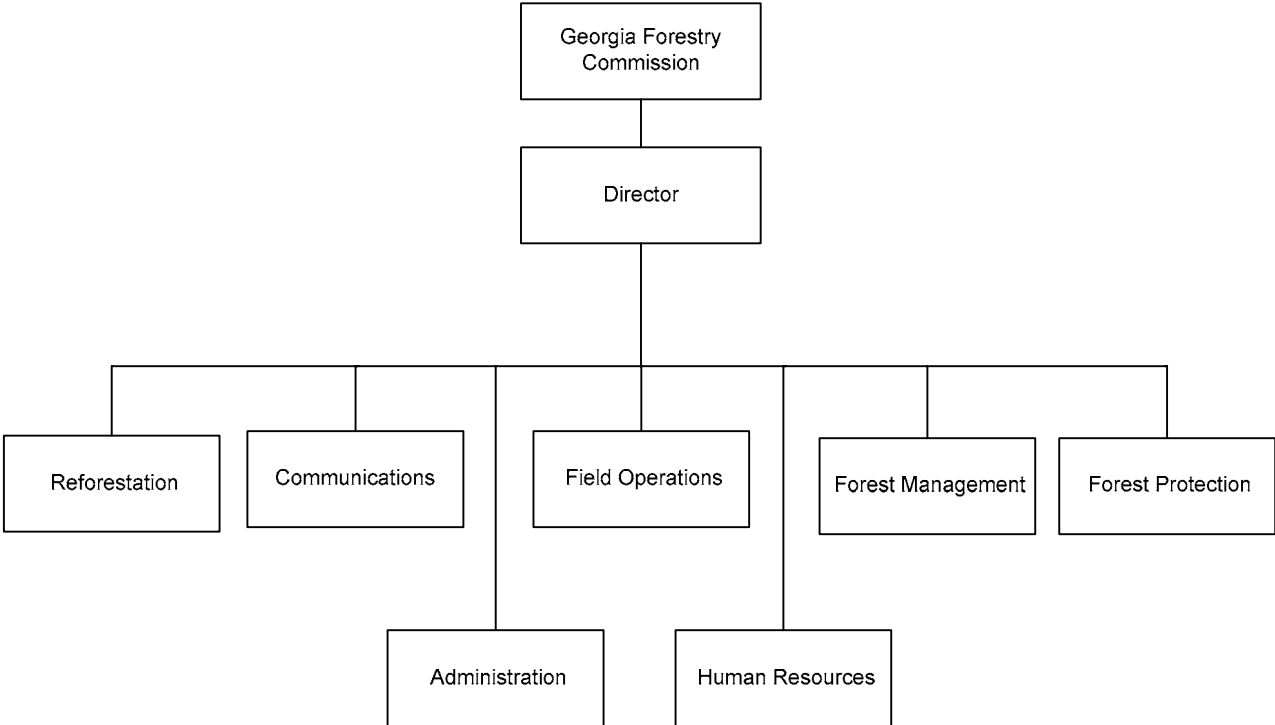 Georgia Forestry
Commission
Director
Reforestation
Communications
Field Operations
Forest Management
Forest Protection
Administration
Human Resources